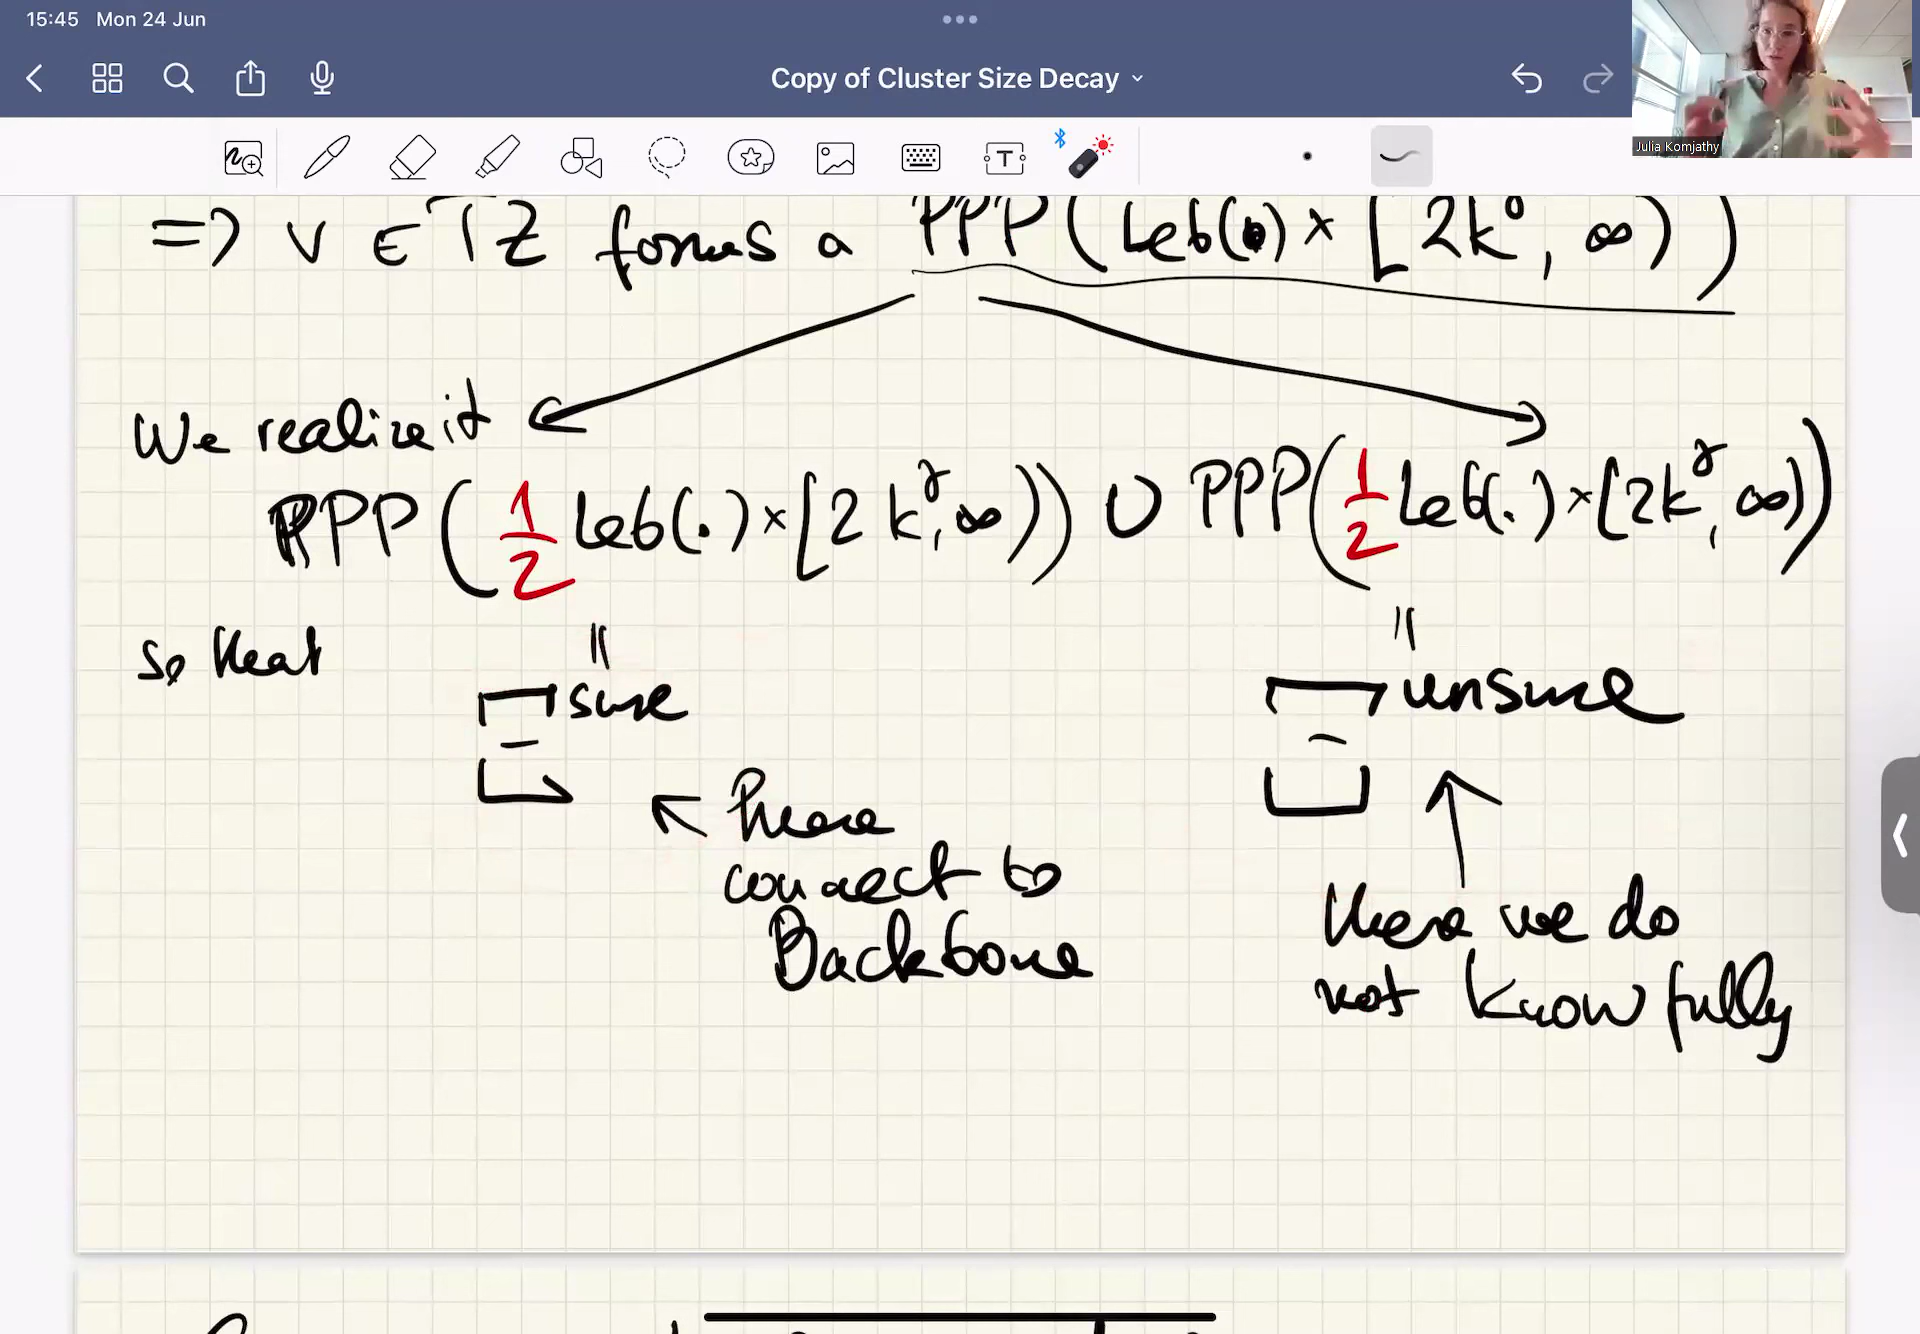 15:45 Mon 24 Jun
Copy of Cluster Size Decay
Julia Komjathy
=> v ∈ TZ forms a PPP(Leb(·) × [2k^γ, ∞))
We realize it
PPP(1/2 Leb(·) × [2k^γ, ∞)) ∪ PPP(1/2 Leb(·) × [2k^γ, ∞))
so that
= sure
= unsure
← these
connect to
Backbone
there we do
not know fully